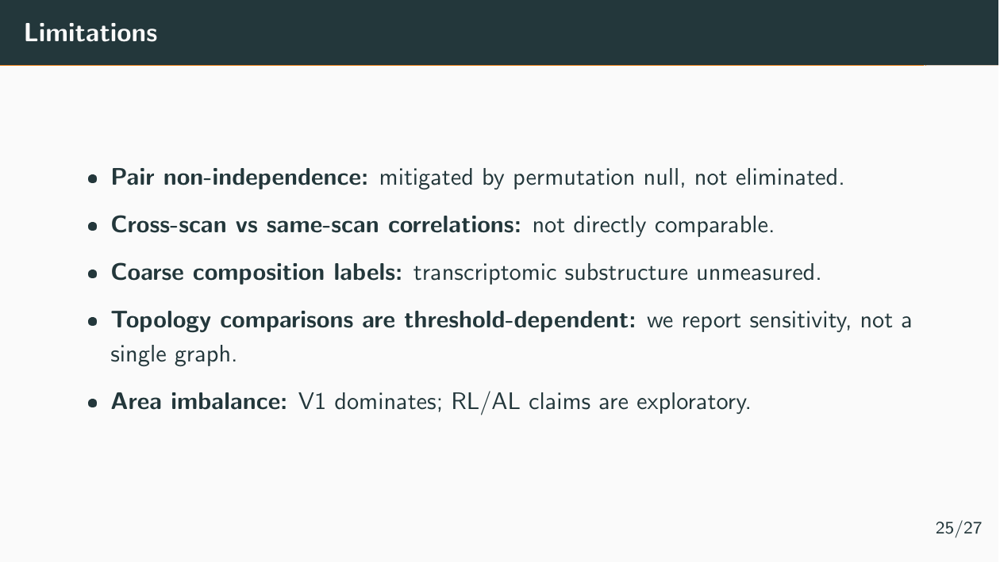 Limitations
• Pair non-independence: mitigated by permutation null, not eliminated.
• Cross-scan vs same-scan correlations: not directly comparable.
• Coarse composition labels: transcriptomic substructure unmeasured.
• Topology comparisons are threshold-dependent: we report sensitivity, not a
single graph.
• Area imbalance: V1 dominates; RL/AL claims are exploratory.
25/27